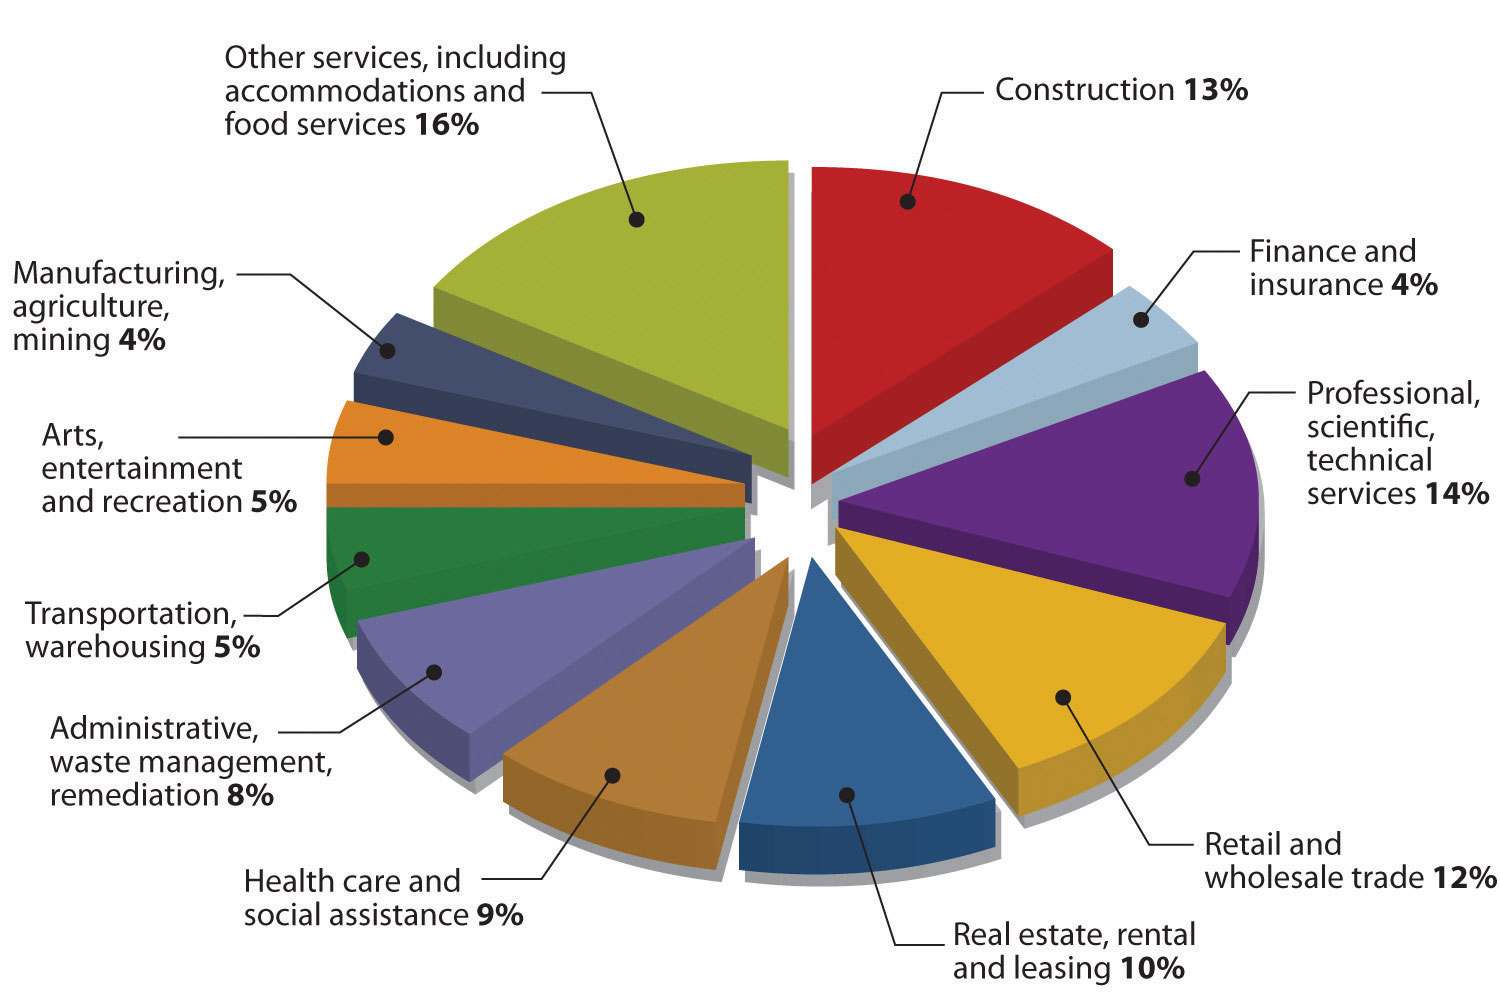 Other services, including
accommodations and
food services 16%
Construction 13%
Finance and
insurance 4%
Professional,
scientific,
technical
services 14%
Retail and
wholesale trade 12%
Real estate, rental
and leasing 10%
Health care and
social assistance 9%
Administrative,
waste management,
remediation 8%
Transportation,
warehousing 5%
Arts,
entertainment
and recreation 5%
Manufacturing,
agriculture,
mining 4%